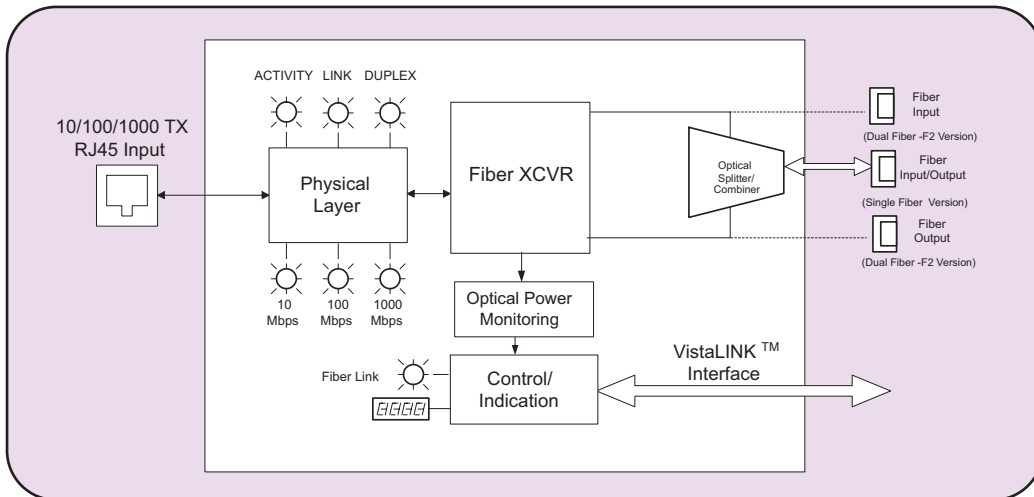 ACTIVITY LINK DUPLEX
10/100/1000 TX
RJ45 Input
Physical
Layer
10
Mbps
100
Mbps
1000
Mbps
Fiber XCVR
Optical
Splitter/
Combiner
Fiber
Input
(Dual Fiber -F2 Version)
Fiber
Input/Output
(Single Fiber Version)
Fiber
Output
(Dual Fiber -F2 Version)
Optical Power
Monitoring
Fiber Link
Control/
Indication
VistaLINK TM
Interface